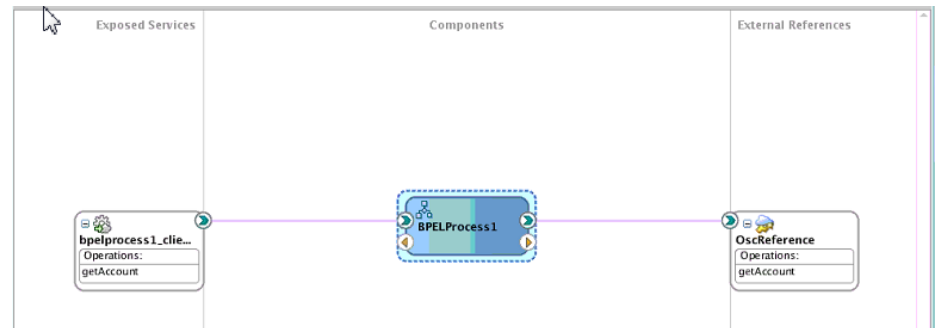 Exposed Services
Components
External References
bpelprocess1_clie...
Operations:
getAccount
BPELProcess1
OscReference
Operations:
getAccount